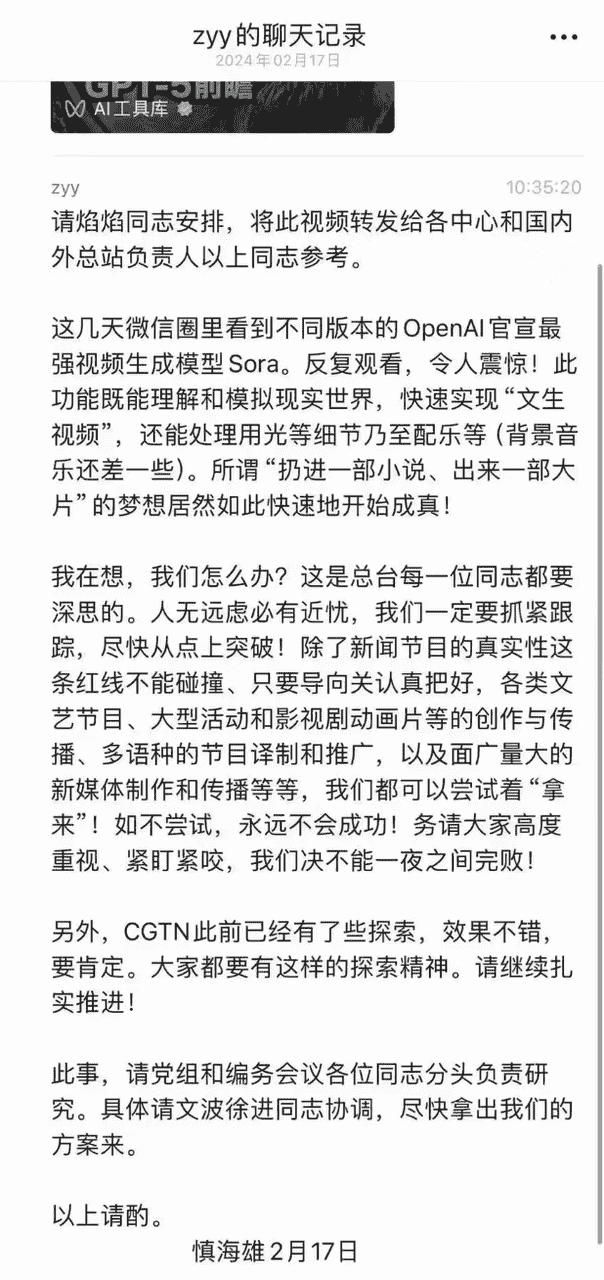 zyy的聊天记录
2024年02月17日
GPT-5前瞻
AI工具库
zyy
10:35:20
请焰焰同志安排，将此视频转发给各中心和国内
外总站负责人以上同志参考。
这几天微信圈里看到不同版本的OpenAI官宣最
强视频生成模型Sora。反复观看，令人震惊！此
功能既能理解和模拟现实世界，快速实现“文生
视频”，还能处理用光等细节乃至配乐等（背景音
乐还差一些）。所谓“扔进一部小说、出来一部大
片”的梦想居然如此快速地开始成真！
我在想，我们怎么办？这是总台每一位同志都要
深思的。人无远虑必有近忧，我们一定要抓紧跟
踪，尽快从点上突破！除了新闻节目的真实性这
条红线不能碰撞、只要导向关认真把好，各类文
艺节目、大型活动和影视剧动画片等的创作与传
播、多语种的节目译制和推广，以及面广量大的
新媒体制作和传播等等，我们都可以尝试着“拿
来”！如不尝试，永远不会成功！务请大家高度
重视、紧盯紧咬，我们决不能一夜之间完败！
另外，CGTN此前已经有了些探索，效果不错，
要肯定。大家都要有这样的探索精神。请继续扎
实推进！
此事，请党组和编务会议各位同志分头负责研
究。具体请文波徐进同志协调，尽快拿出我们的
方案来。
以上请酌。
慎海雄2月17日